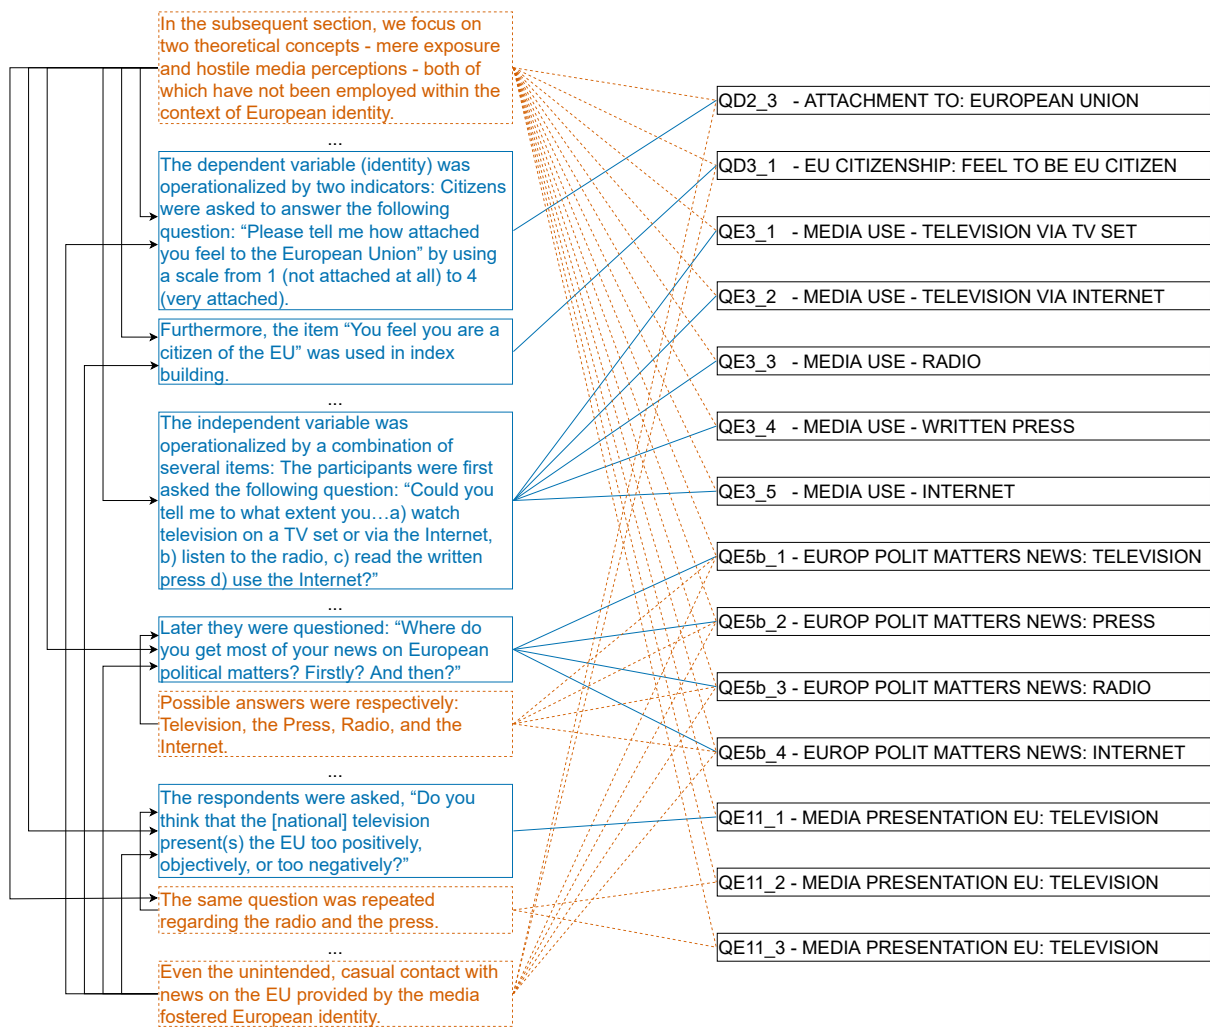 In the subsequent section, we focus on
two theoretical concepts - mere exposure
and hostile media perceptions - both of
which have not been employed within the
context of European identity.
...
The dependent variable (identity) was
operationalized by two indicators: Citizens
were asked to answer the following
question: “Please tell me how attached
you feel to the European Union” by using
a scale from 1 (not attached at all) to 4
(very attached).
Furthermore, the item “You feel you are a
citizen of the EU” was used in index
building.
...
The independent variable was
operationalized by a combination of
several items: The participants were first
asked the following question: “Could you
tell me to what extent you…a) watch
television on a TV set or via the Internet,
b) listen to the radio, c) read the written
press d) use the Internet?”
...
Later they were questioned: “Where do
you get most of your news on European
political matters? Firstly? And then?”
Possible answers were respectively:
Television, the Press, Radio, and the
Internet.
...
The respondents were asked, “Do you
think that the [national] television
present(s) the EU too positively,
objectively, or too negatively?”
The same question was repeated
regarding the radio and the press.
...
Even the unintended, casual contact with
news on the EU provided by the media
fostered European identity.
QD2_3 - ATTACHMENT TO: EUROPEAN UNION
QD3_1 - EU CITIZENSHIP: FEEL TO BE EU CITIZEN
QE3_1 - MEDIA USE - TELEVISION VIA TV SET
QE3_2 - MEDIA USE - TELEVISION VIA INTERNET
QE3_3 - MEDIA USE - RADIO
QE3_4 - MEDIA USE - WRITTEN PRESS
QE3_5 - MEDIA USE - INTERNET
QE5b_1 - EUROP POLIT MATTERS NEWS: TELEVISION
QE5b_2 - EUROP POLIT MATTERS NEWS: PRESS
QE5b_3 - EUROP POLIT MATTERS NEWS: RADIO
QE5b_4 - EUROP POLIT MATTERS NEWS: INTERNET
QE11_1 - MEDIA PRESENTATION EU: TELEVISION
QE11_2 - MEDIA PRESENTATION EU: TELEVISION
QE11_3 - MEDIA PRESENTATION EU: TELEVISION